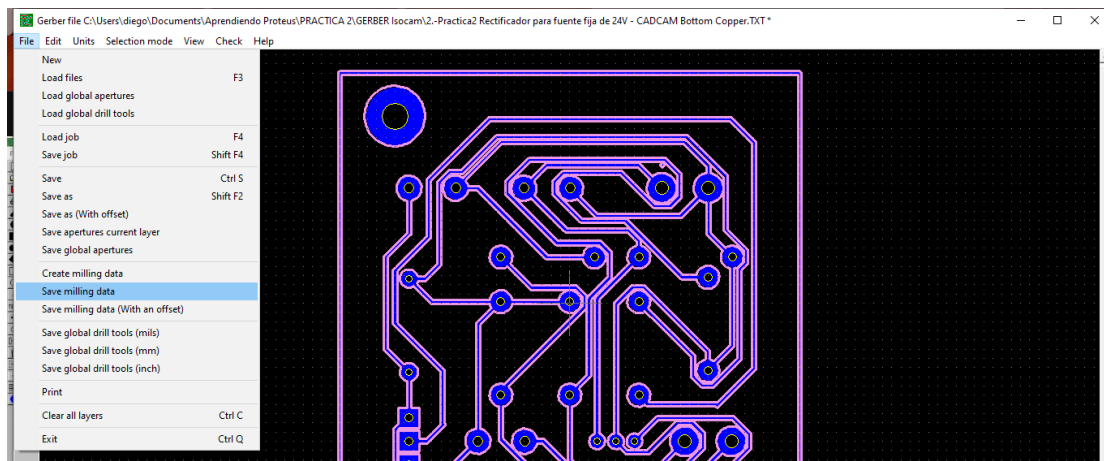 Gerber file C:\Users\diego\Documents\Aprendiendo Proteus\PRACTICA 2\GERBER Isocam\2.-Practica2 Rectificador para fuente fija de 24V - CADCAM Bottom Copper.TXT *
File Edit Units Selection mode View Check Help
New
Load files F3
Load global apertures
Load global drill tools
Load job F4
Save job Shift F4
Save Ctrl S
Save as Shift F2
Save as (With offset)
Save apertures current layer
Save global apertures
Create milling data
Save milling data
Save milling data (With an offset)
Save global drill tools (mils)
Save global drill tools (mm)
Save global drill tools (inch)
Print
Clear all layers Ctrl C
Exit Ctrl Q